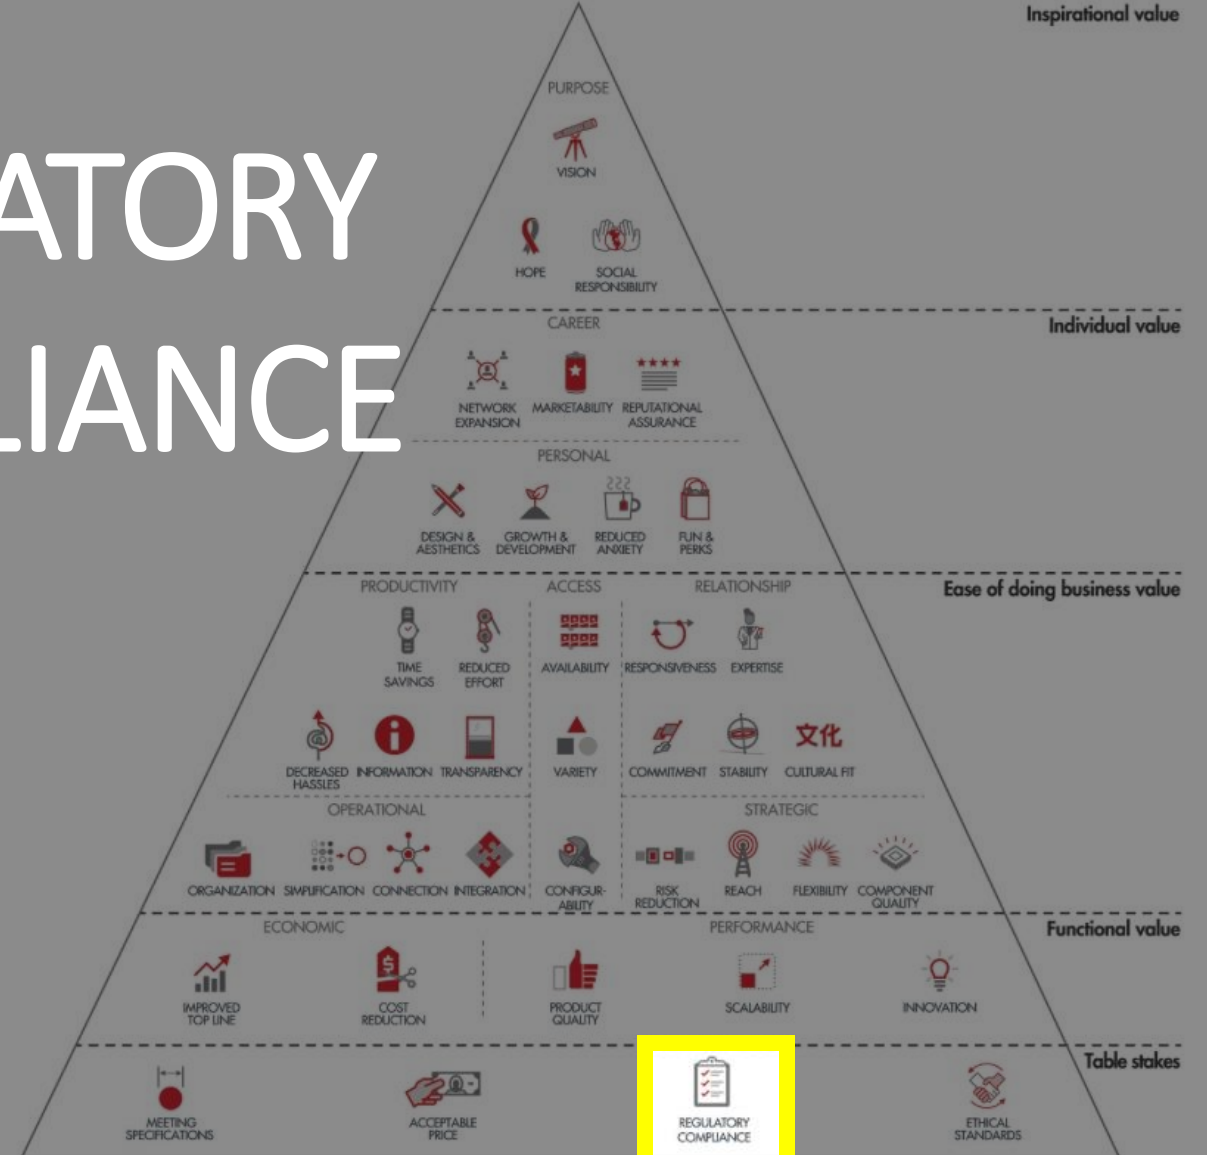 Inspirational value
PURPOSE
VISION
ATORY
HOPE
SOCIAL
RESPONSIBILITY
CAREER
Individual value
LIANCE
NETWORK
EXPANSION
MARKETABILITY
REPUTATIONAL
ASSURANCE
PERSONAL
DESIGN &
AESTHETICS
GROWTH &
DEVELOPMENT
REDUCED
ANXIETY
FUN &
PERKS
PRODUCTIVITY
ACCESS
RELATIONSHIP
Ease of doing business value
TIME
SAVINGS
REDUCED
EFFORT
AVAILABILITY
RESPONSIVENESS
EXPERTISE
文化
DECREASED
HASSLES
INFORMATION
TRANSPARENCY
VARIETY
COMMITMENT
STABILITY
CULTURAL FIT
OPERATIONAL
STRATEGIC
ORGANIZATION
SIMPLIFICATION
CONNECTION
INTEGRATION
CONFIGUR-
ABILITY
RISK
REDUCTION
REACH
FLEXIBILITY
COMPONENT
QUALITY
ECONOMIC
PERFORMANCE
Functional value
$
IMPROVED
TOP LINE
COST
REDUCTION
PRODUCT
QUALITY
SCALABILITY
INNOVATION
Table stakes
MEETING
SPECIFICATIONS
ACCEPTABLE
PRICE
REGULATORY
COMPLIANCE
ETHICAL
STANDARDS